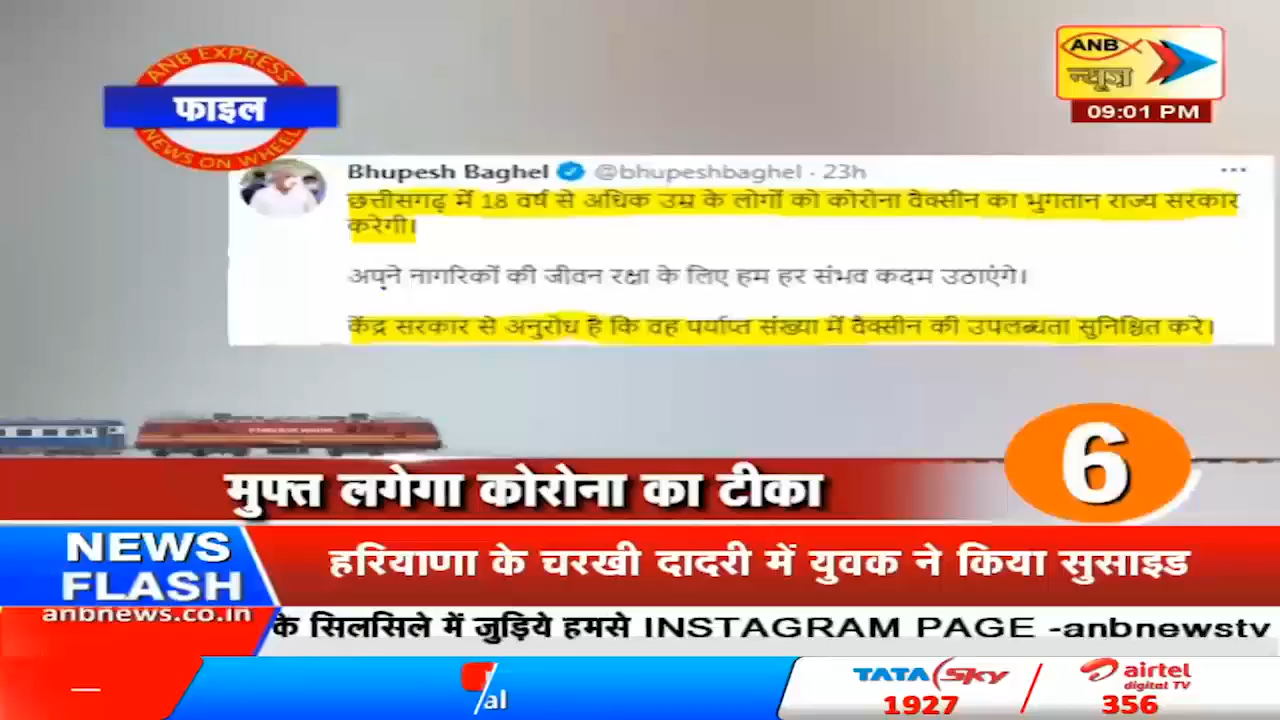 ANB EXPRESS
फाइल
NEWS ON WHEEL
ANB
न्यूज़
09:01 PM
Bhupesh Baghel @bhupeshbaghel · 23h
छत्तीसगढ़ में 18 वर्ष से अधिक उम्र के लोगों को कोरोना वैक्सीन का भुगतान राज्य सरकार
करेगी।
अपने नागरिकों की जीवन रक्षा के लिए हम हर संभव कदम उठाएंगे।
केंद्र सरकार से अनुरोध है कि वह पर्याप्त संख्या में वैक्सीन की उपलब्धता सुनिश्चित करे।
मुफ्त लगेगा कोरोना का टीका
6
NEWS
FLASH
हरियाणा के चरखी दादरी में युवक ने किया सुसाइड
anbnews.co.in
के सिलसिले में जुड़िये हमसे INSTAGRAM PAGE -anbnewstv
al
TATA Sky
1927
airtel
digital TV
356